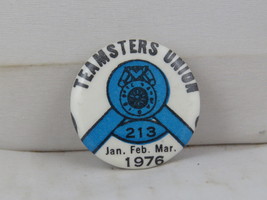 TEAMSTERS UNION
213
Jan. Feb. Mar.
1976